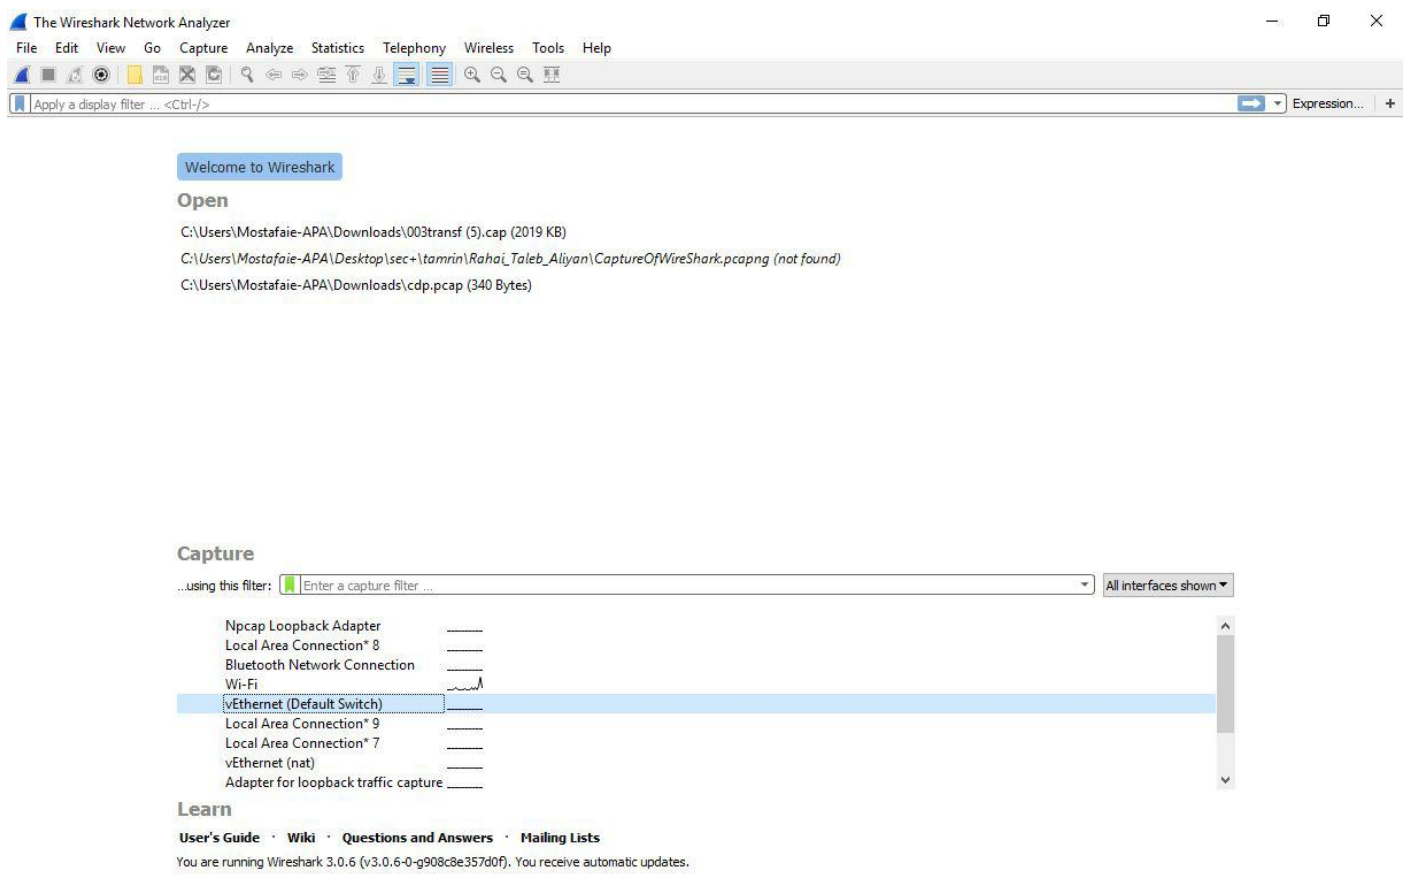 The Wireshark Network Analyzer
File Edit View Go Capture Analyze Statistics Telephony Wireless Tools Help
Apply a display filter ... <Ctrl-/> Expression... +
Welcome to Wireshark
Open
C:\Users\Mostafaie-APA\Downloads\003transf (5).cap (2019 KB)
C:\Users\Mostafaie-APA\Desktop\sec+\tamrin\Rahai_Taleb_Aliyan\CaptureOfWireShark.pcapng (not found)
C:\Users\Mostafaie-APA\Downloads\cdp.pcap (340 Bytes)
Capture
...using this filter: Enter a capture filter ... All interfaces shown
Npcap Loopback Adapter
Local Area Connection* 8
Bluetooth Network Connection
Wi-Fi
vEthernet (Default Switch)
Local Area Connection* 9
Local Area Connection* 7
vEthernet (nat)
Adapter for loopback traffic capture
Learn
User's Guide · Wiki · Questions and Answers · Mailing Lists
You are running Wireshark 3.0.6 (v3.0.6-0-g908c8e357d0f). You receive automatic updates.